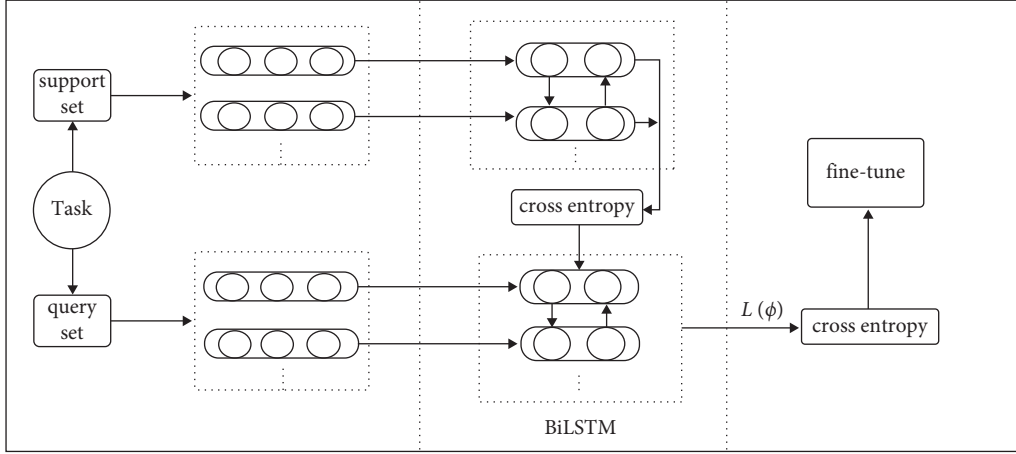 support
set
Task
query
set
cross entropy
BiLSTM
L (ϕ)
fine-tune
cross entropy